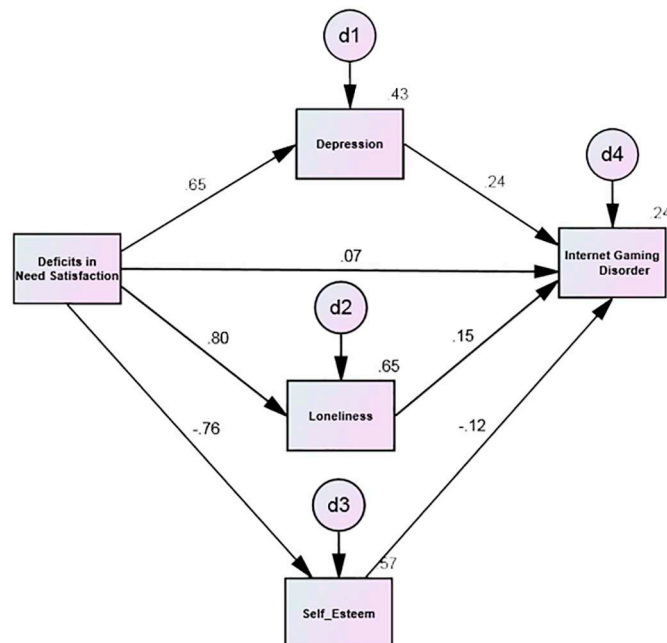 d1
.43
Depression
d4
.65
.24
.24
Deficits in
Need Satisfaction
Internet Gaming
Disorder
.07
d2
.80
.15
.65
Loneliness
-.76
-.12
d3
.57
Self_Esteem